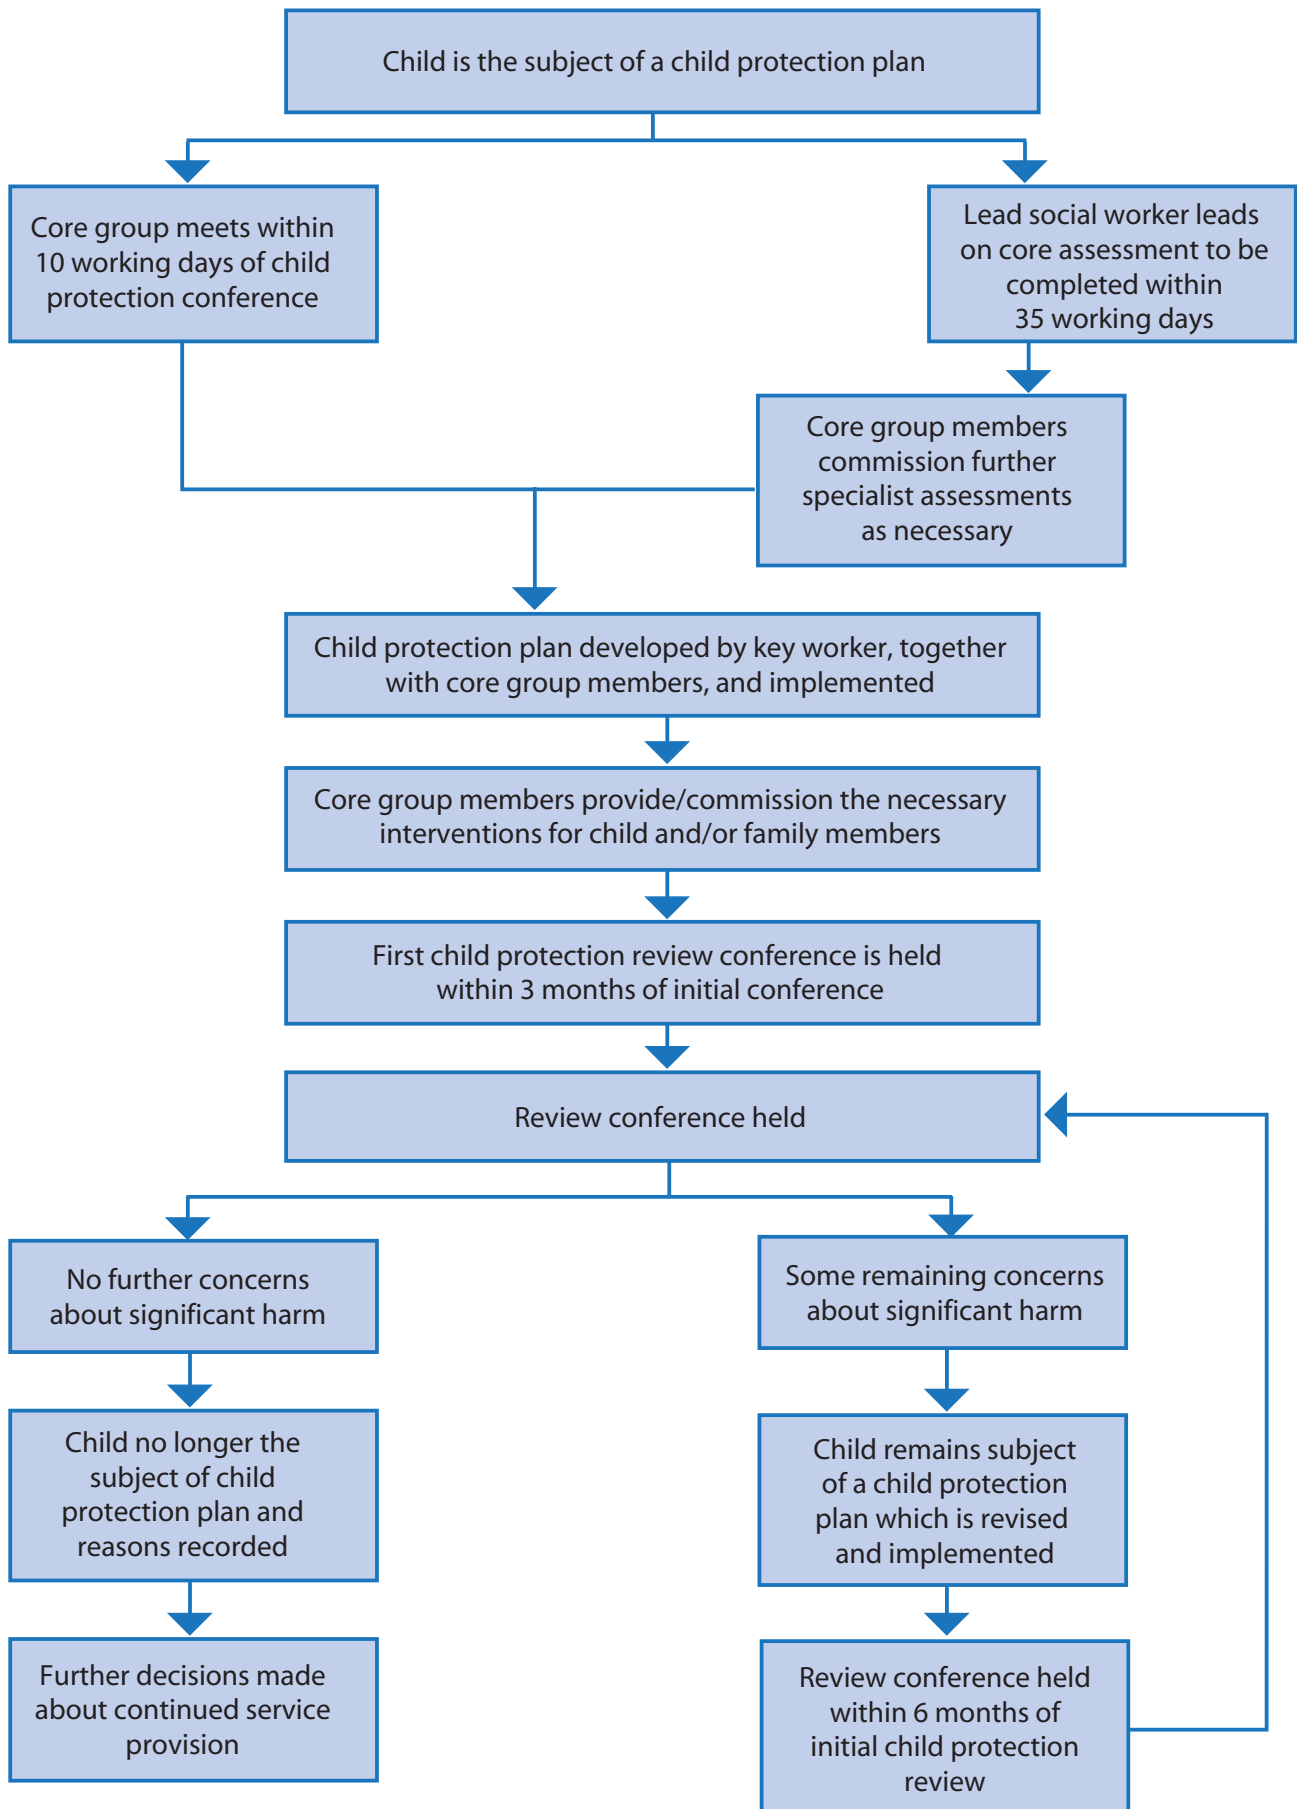 Child is the subject of a child protection plan
Core group meets within
10 working days of child
protection conference
Lead social worker leads
on core assessment to be
completed within
35 working days
Core group members
commission further
specialist assessments
as necessary
Child protection plan developed by key worker, together
with core group members, and implemented
Core group members provide/commission the necessary
interventions for child and/or family members
First child protection review conference is held
within 3 months of initial conference
Review conference held
No further concerns
about significant harm
Some remaining concerns
about significant harm
Child no longer the
subject of child
protection plan and
reasons recorded
Child remains subject
of a child protection
plan which is revised
and implemented
Further decisions made
about continued service
provision
Review conference held
within 6 months of
initial child protection
review